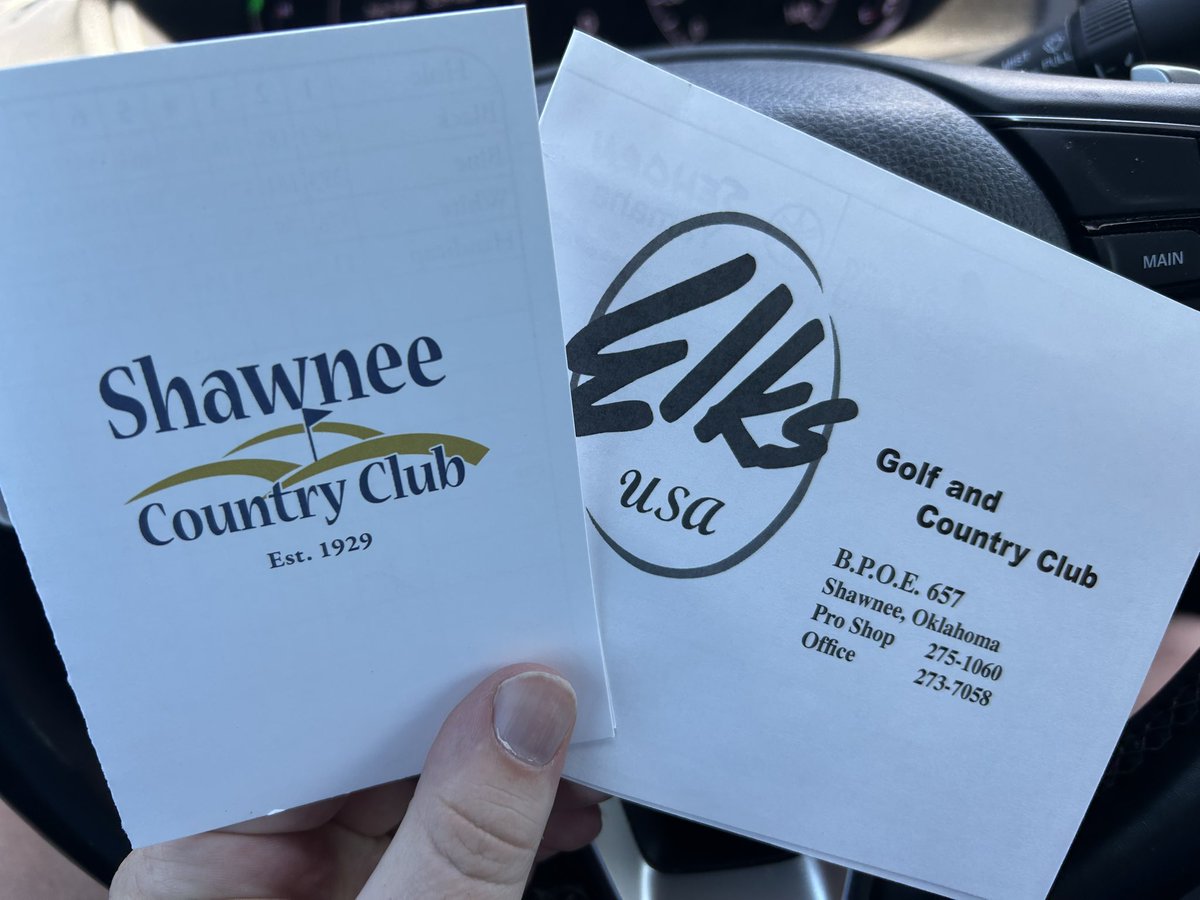 Shawnee
Country Club
Est. 1929
Elks
usa
Golf and
Country Club
B.P.O.E. 657
Shawnee, Oklahoma
Pro Shop 275-1060
Office 273-7058
MAIN